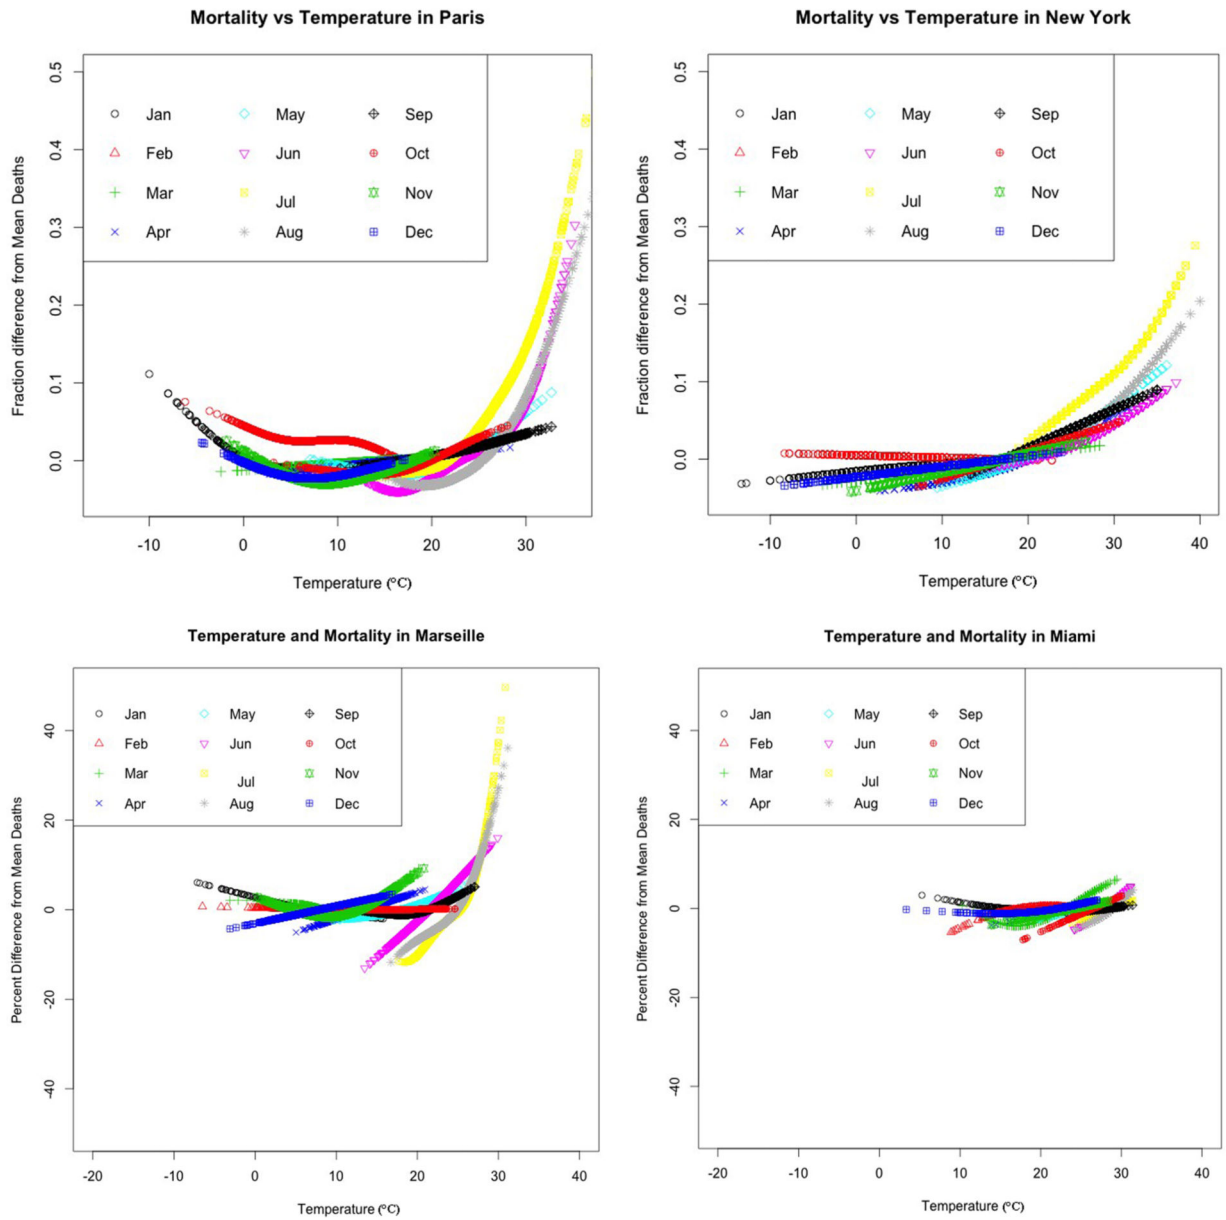 Mortality vs Temperature in Paris
Fraction difference from Mean Deaths
0.5
0.4
0.3
0.2
0.1
0.0
Jan May Sep
Feb Jun Oct
Mar Jul Nov
Apr Aug Dec
-10 0 10 20 30
Temperature (°C)
Mortality vs Temperature in New York
Fraction difference from Mean Deaths
0.5
0.4
0.3
0.2
0.1
0.0
Jan May Sep
Feb Jun Oct
Mar Jul Nov
Apr Aug Dec
-10 0 10 20 30 40
Temperature (°C)
Temperature and Mortality in Marseille
Percent Difference from Mean Deaths
40
20
0
-20
-40
Jan May Sep
Feb Jun Oct
Mar Jul Nov
Apr Aug Dec
-20 -10 0 10 20 30 40
Temperature (°C)
Temperature and Mortality in Miami
Percent Difference from Mean Deaths
40
20
0
-20
-40
Jan May Sep
Feb Jun Oct
Mar Jul Nov
Apr Aug Dec
-20 -10 0 10 20 30 40
Temperature (°C)